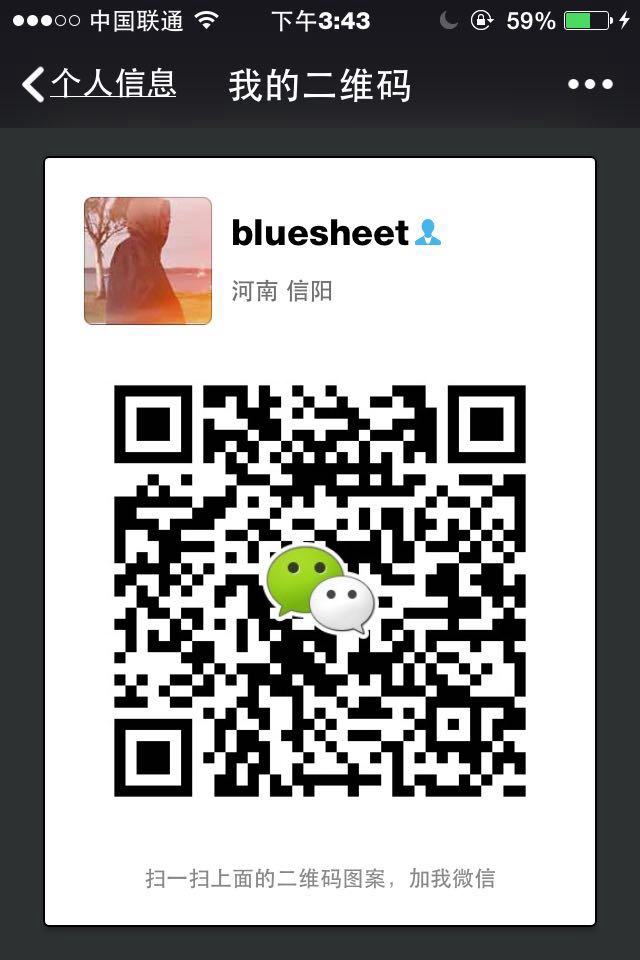 中国联通 下午3:43 59%
个人信息 我的二维码
bluesheet
河南 信阳
扫一扫上面的二维码图案，加我微信